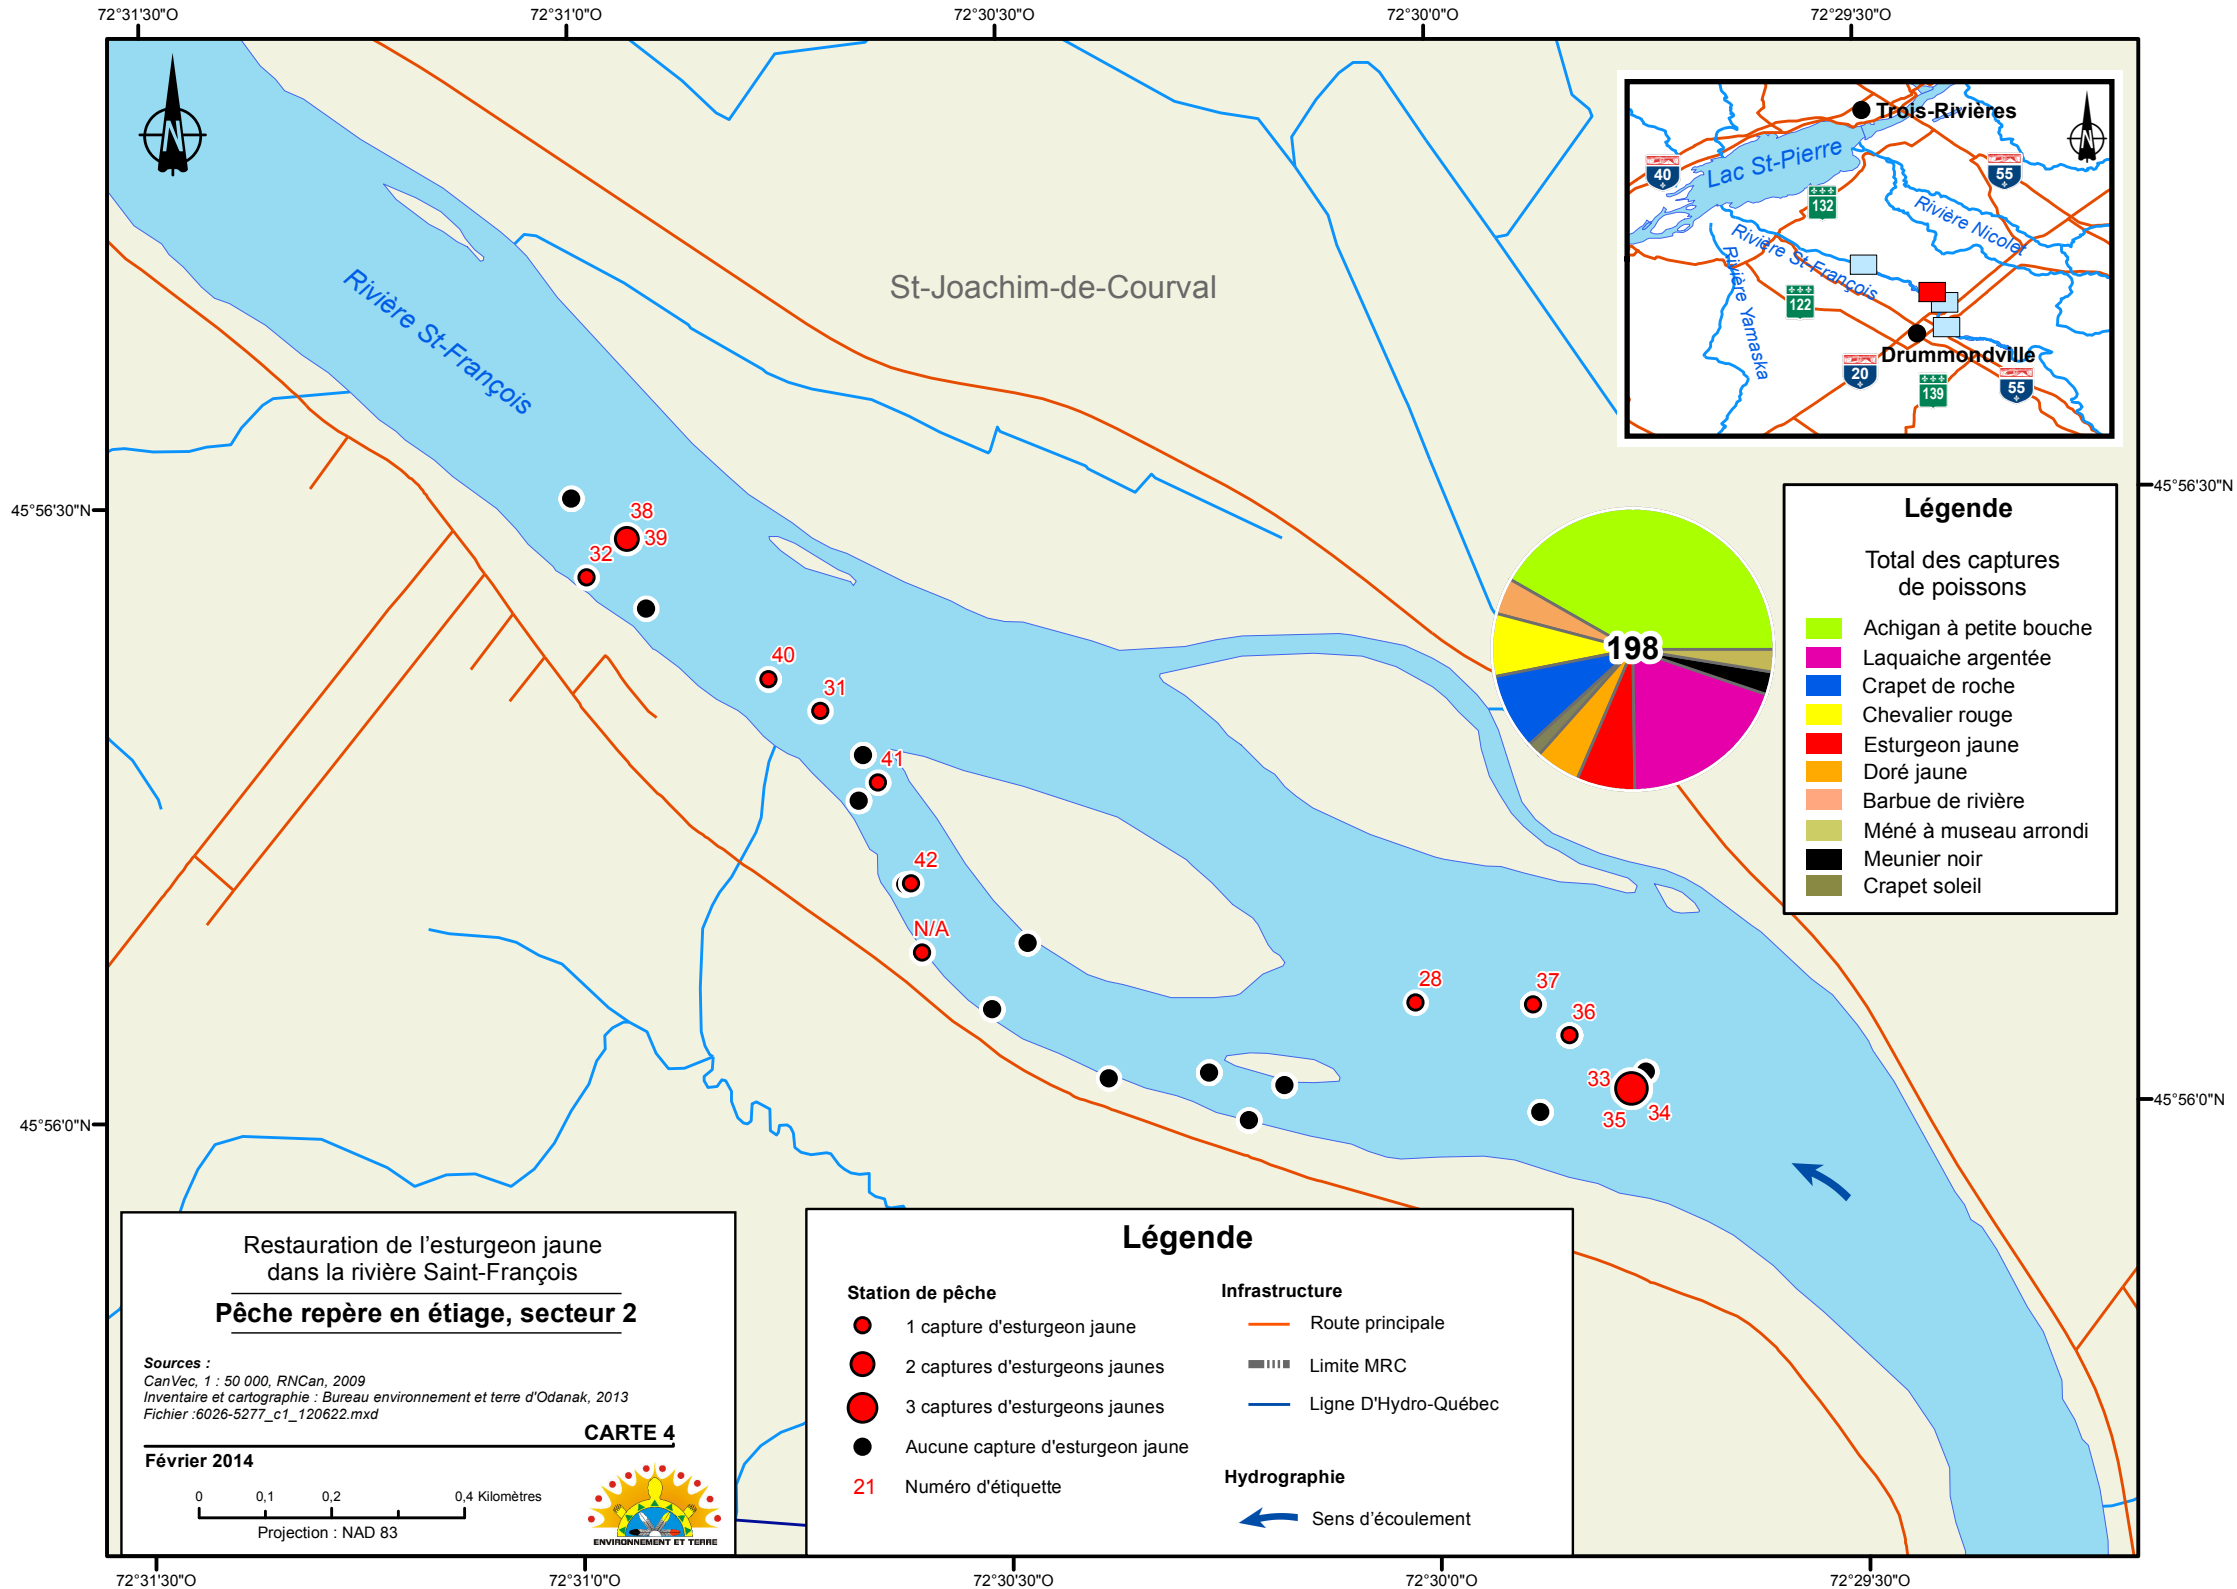 72°31'30"O
72°31'0"O
72°30'30"O
72°30'0"O
72°29'30"O
N
St-Joachim-de-Courval
Rivière St-François
Trois-Rivières
Lac St-Pierre
40
55
132
Rivière Nicolet
Rivière St-François
Rivière Yamaska
122
Drummondville
20
139
55
N
45°56'30"N
45°56'30"N
38
39
32
40
31
41
42
N/A
28
37
36
33
34
35
198
Légende
Total des captures
de poissons
Achigan à petite bouche
Laquaiche argentée
Crapet de roche
Chevalier rouge
Esturgeon jaune
Doré jaune
Barbue de rivière
Méné à museau arrondi
Meunier noir
Crapet soleil
45°56'0"N
45°56'0"N
Restauration de l'esturgeon jaune
dans la rivière Saint-François
Pêche repère en étiage, secteur 2
Sources :
CanVec, 1 : 50 000, RNCan, 2009
Inventaire et cartographie : Bureau environnement et terre d'Odanak, 2013
Fichier :6026-5277_c1_120622.mxd
CARTE 4
Février 2014
0 0,1 0,2 0,4 Kilomètres
Projection : NAD 83
ENVIRONNEMENT ET TERRE
Légende
Station de pêche
1 capture d'esturgeon jaune
2 captures d'esturgeons jaunes
3 captures d'esturgeons jaunes
Aucune capture d'esturgeon jaune
21 Numéro d'étiquette
Infrastructure
Route principale
Limite MRC
Ligne D'Hydro-Québec
Hydrographie
Sens d'écoulement
72°31'30"O
72°31'0"O
72°30'30"O
72°30'0"O
72°29'30"O